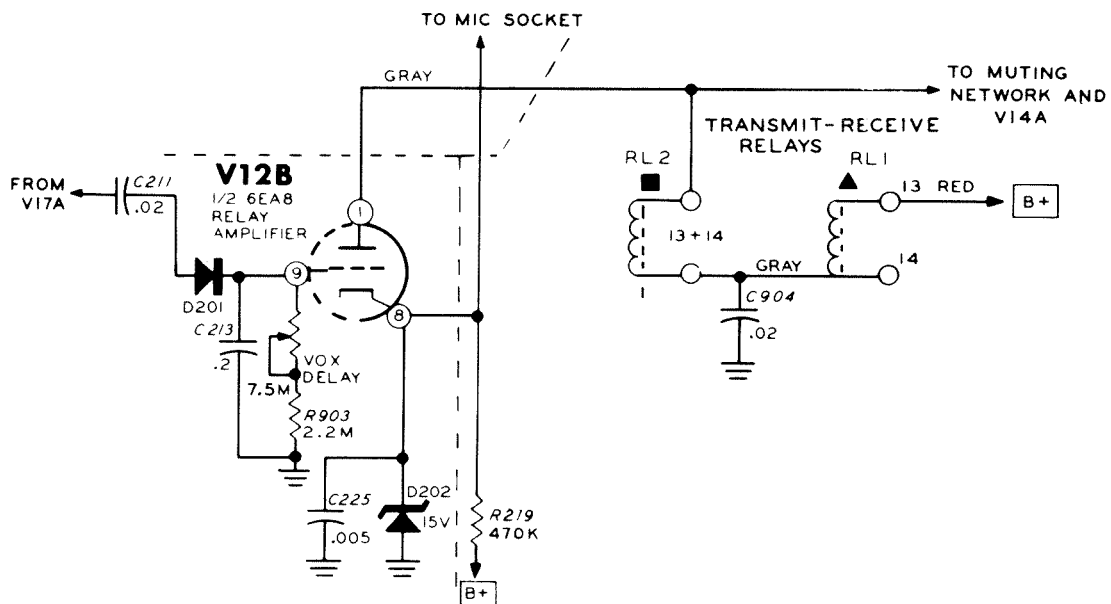 TO MIC SOCKET
GRAY
TO MUTING
NETWORK AND
V14A
TRANSMIT-RECEIVE
RELAYS
RL2
RL1
FROM
V17A
C211
.02
V12B
1/2 6EA8
RELAY
AMPLIFIER
1
13 RED
B+
13+14
14
GRAY
9
D201
C213
.2
8
C904
.02
VOX
DELAY
7.5M
R903
2.2M
C225
.005
D202
15V
R219
470K
B+